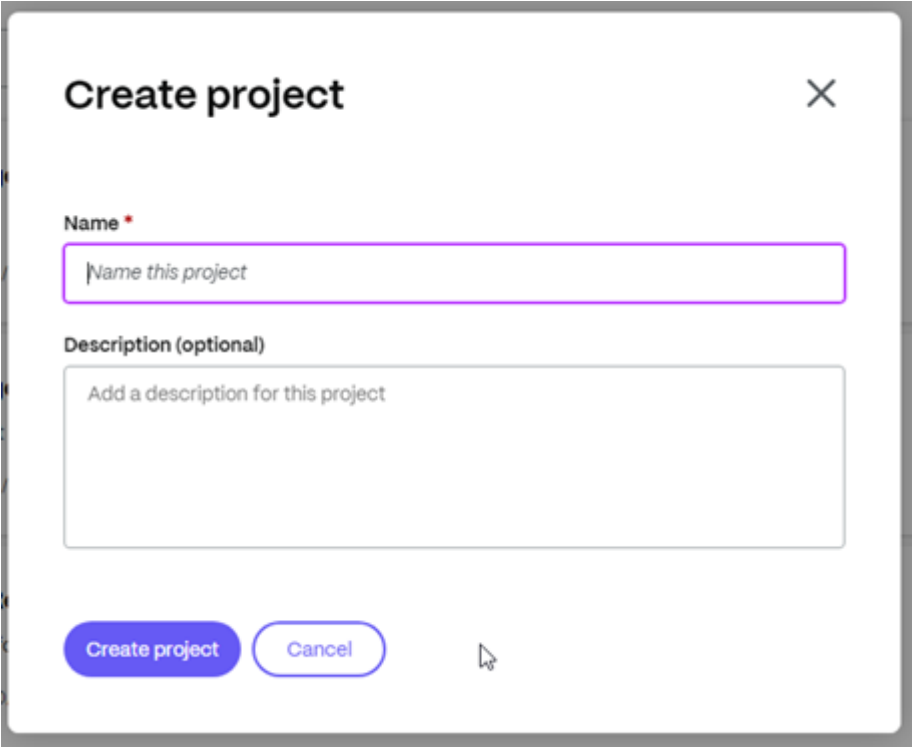 Create project
Name *
Name this project
Description (optional)
Add a description for this project
Create project
Cancel